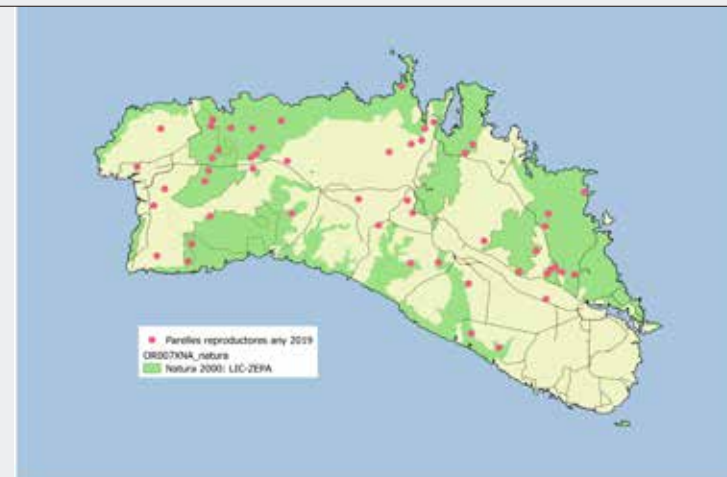 Parelles reproductores any 2019
OR007XNA_natura
Natura 2000: LIC-ZEPA